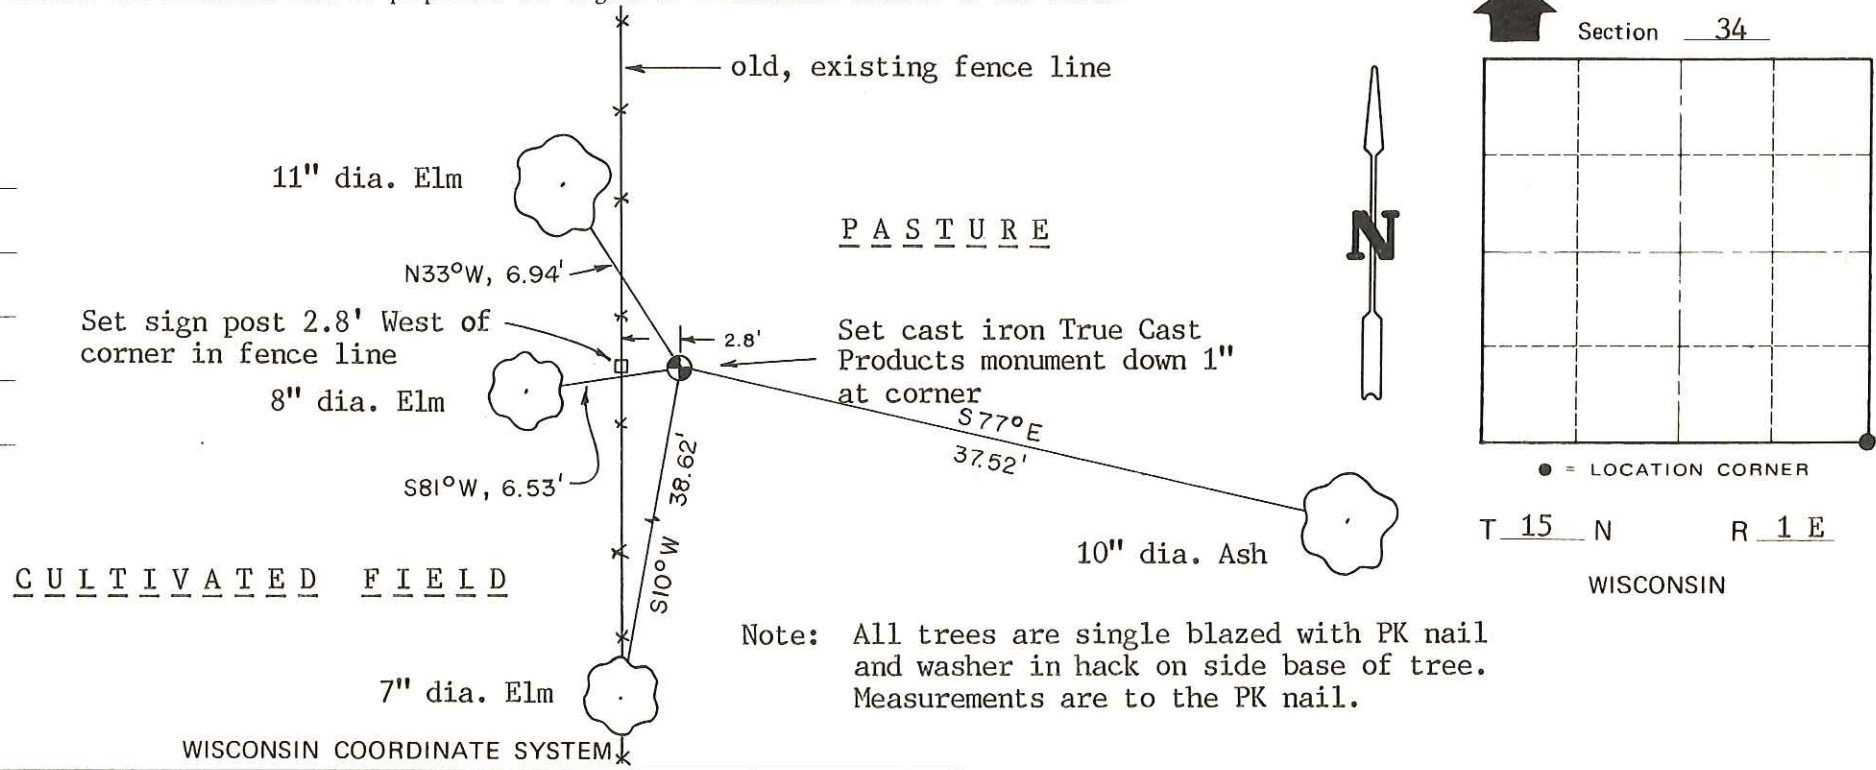 Section 34
old, existing fence line
11" dia. Elm
PASTURE
N
N33°W, 6.94'
Set sign post 2.8' West of
corner in fence line
2.8'
Set cast iron True Cast
Products monument down 1"
at corner
8" dia. Elm
S77°E
37.52'
S81°W, 6.53'
38.62'
S10°W
● = LOCATION CORNER
T 15 N R 1 E
WISCONSIN
10" dia. Ash
CULTIVATED FIELD
Note: All trees are single blazed with PK nail
and washer in hack on side base of tree.
Measurements are to the PK nail.
7" dia. Elm
WISCONSIN COORDINATE SYSTEM